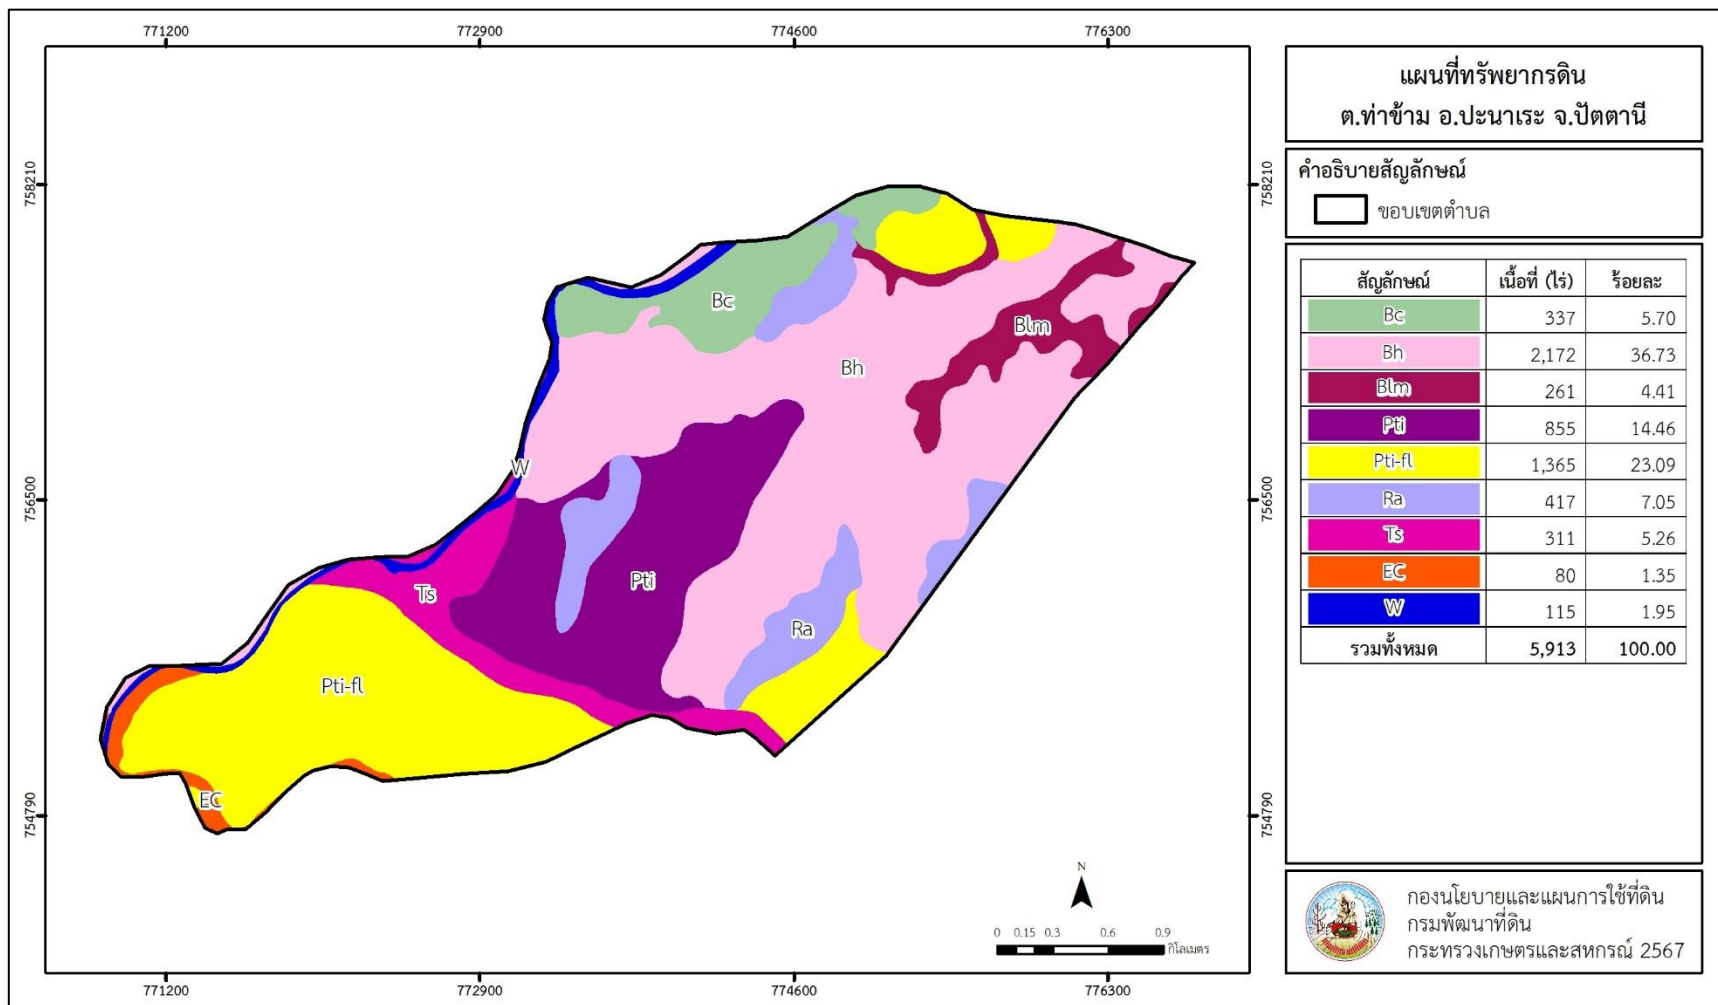 771200 772900 774600 776300
758210 758210
756500 756500
754790 754790
771200 772900 774600 776300
Bc
Blm
Bh
W
Pti
Ts
Ra
Pti-fl
EC
N
0 0.15 0.3 0.6 0.9
กิโลเมตร
แผนที่ทรัพยากรดิน
ต.ท่าข้าม อ.ปะนาเระ จ.ปัตตานี
คำอธิบายสัญลักษณ์
ขอบเขตตำบล
สัญลักษณ์ เนื้อที่ (ไร่) ร้อยละ
Bc 337 5.70
Bh 2,172 36.73
Blm 261 4.41
Pti 855 14.46
Pti-fl 1,365 23.09
Ra 417 7.05
Ts 311 5.26
EC 80 1.35
W 115 1.95
รวมทั้งหมด 5,913 100.00
กองนโยบายและแผนการใช้ที่ดิน
กรมพัฒนาที่ดิน
กระทรวงเกษตรและสหกรณ์ 2567